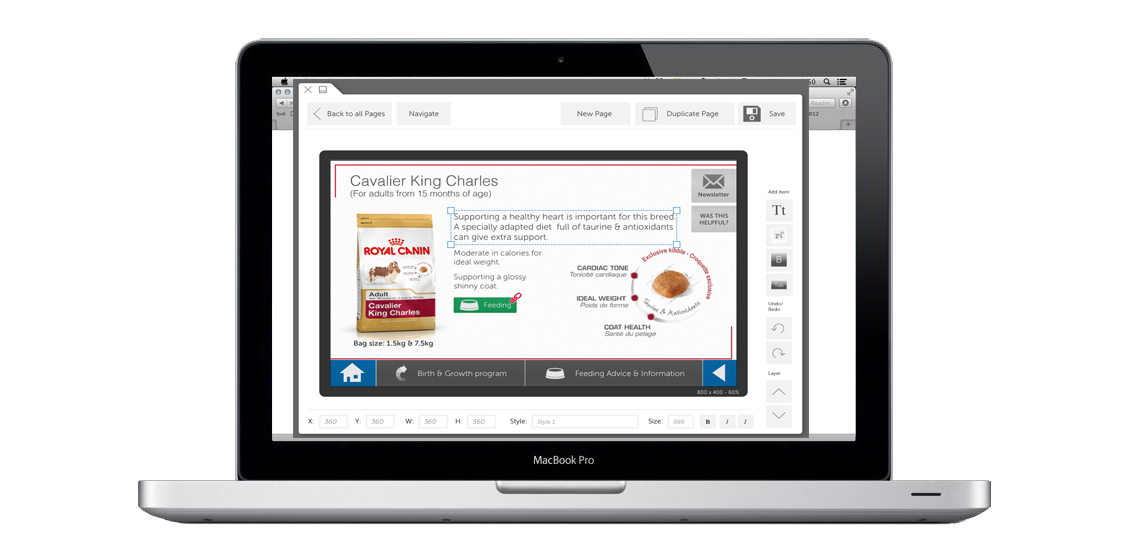 50
Reader
2012
Back to all Pages
Navigate
New Page
Duplicate Page
Save
Cavalier King Charles
(For adults from 15 months of age)
Newsletter
WAS THIS
HELPFUL?
Supporting a healthy heart is important for this breed.
A specially adapted diet full of taurine & antioxidants
can give extra support.
Moderate in calories for
ideal weight.
Supporting a glossy
shinny coat.
Feeding
ROYAL CANIN
Adult
Cavalier
King Charles
Bag size: 1.5kg & 7.5kg
Exclusive kibble - Croquette exclusive
CARDIAC TONE
Tonicité cardiaque
IDEAL WEIGHT
Poids de forme
Taurine & Antioxidants
COAT HEALTH
Santé du pelage
Birth & Growth program
Feeding Advice & Information
800 x 400 - 60%
Add Item
Tt
B
Undo/
Redo
Layer
X: 360
Y: 360
W: 360
H: 360
Style: Style 1
Size: 999
B
I
I
MacBook Pro